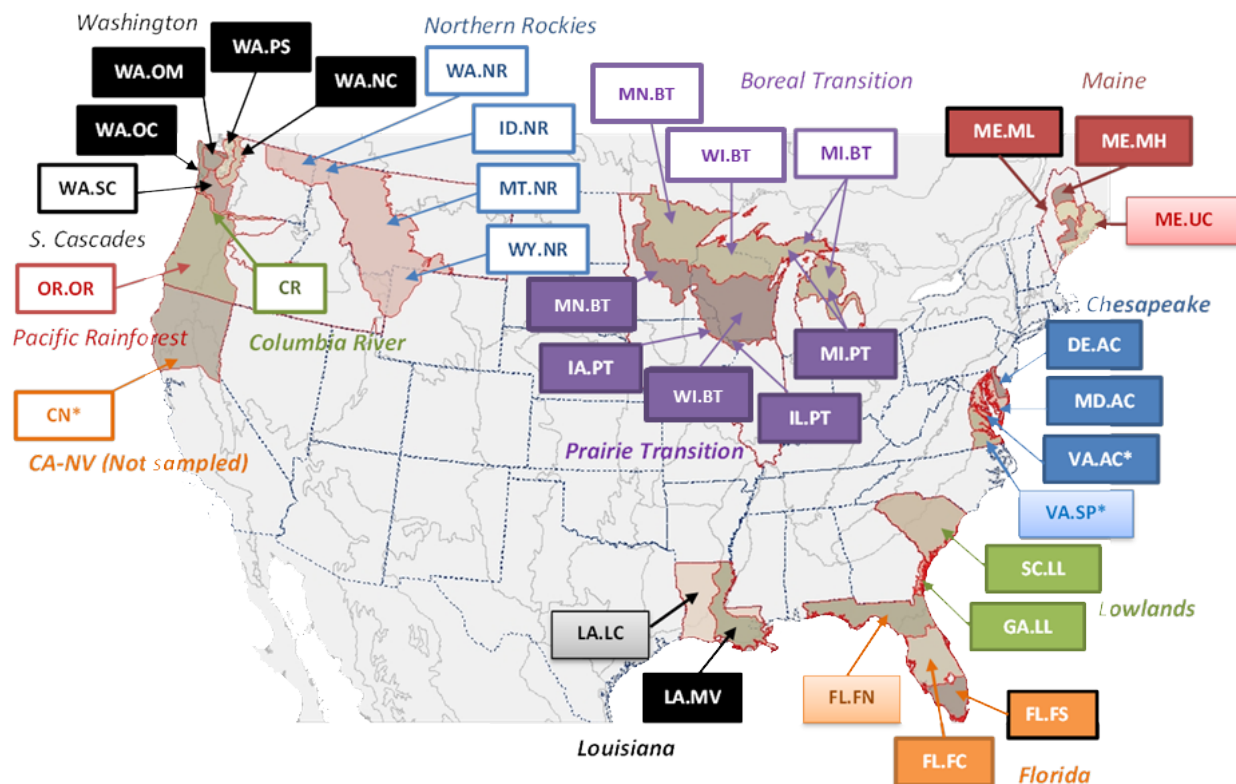 Washington
Northern Rockies
WA.PS
WA.OM
WA.NC
WA.NR
Boreal Transition
Maine
MN.BT
WA.OC
ID.NR
ME.ML
ME.MH
WI.BT
MI.BT
WA.SC
MT.NR
ME.UC
S. Cascades
WY.NR
OR.OR
CR
MN.BT
Chesapeake
Pacific Rainforest
Columbia River
DE.AC
IA.PT
MI.PT
CN*
WI.BT
IL.PT
MD.AC
CA-NV (Not sampled)
Prairie Transition
VA.AC*
VA.SP*
SC.LL
Lowlands
LA.LC
GA.LL
LA.MV
FL.FN
FL.FS
Louisiana
FL.FC
Florida